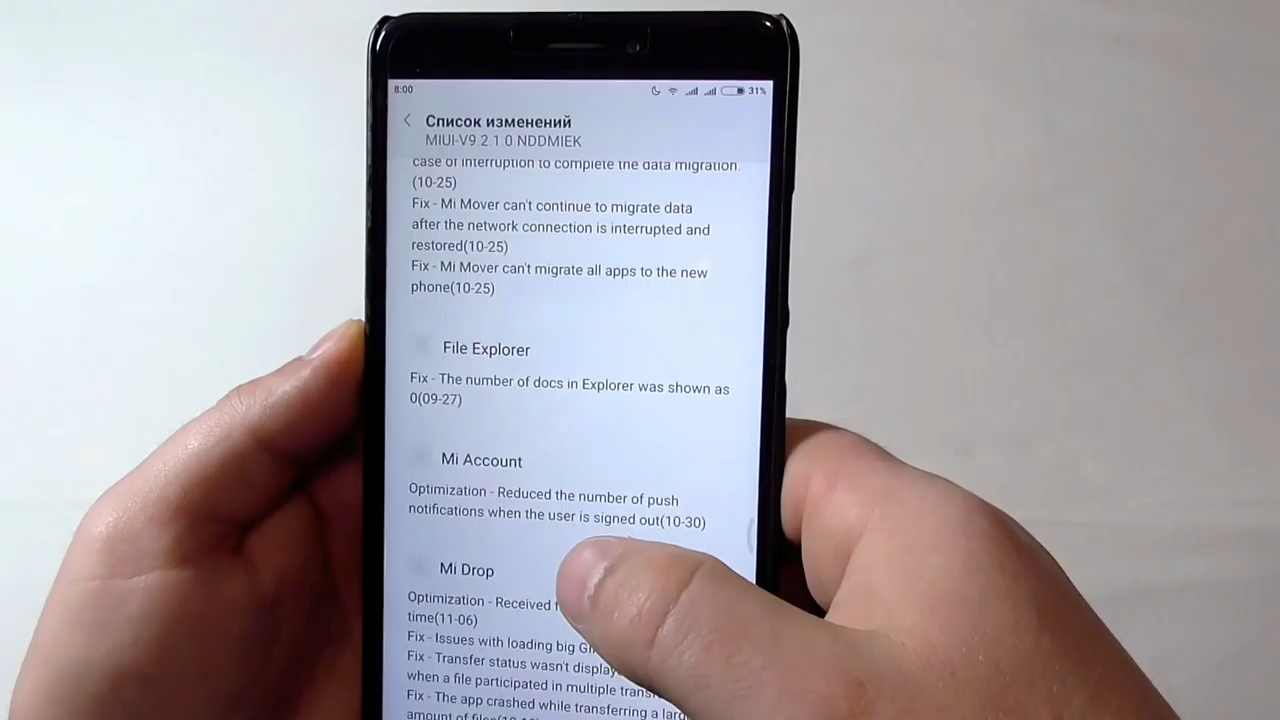 8:00
31%
Список изменений
MIUI-V9.2.1.0.NDDMIEK
case of interruption to complete the data migration.
(10-25)
Fix - Mi Mover can't continue to migrate data
after the network connection is interrupted and
restored(10-25)
Fix - Mi Mover can't migrate all apps to the new
phone(10-25)
File Explorer
Fix - The number of docs in Explorer was shown as
0(09-27)
Mi Account
Optimization - Reduced the number of push
notifications when the user is signed out(10-30)
Mi Drop
Optimization - Received
time(11-06)
Fix - Issues with loading big
Fix - Transfer status wasn't
when a file participated in multiple
Fix - The app crashed while transferring a
amount of